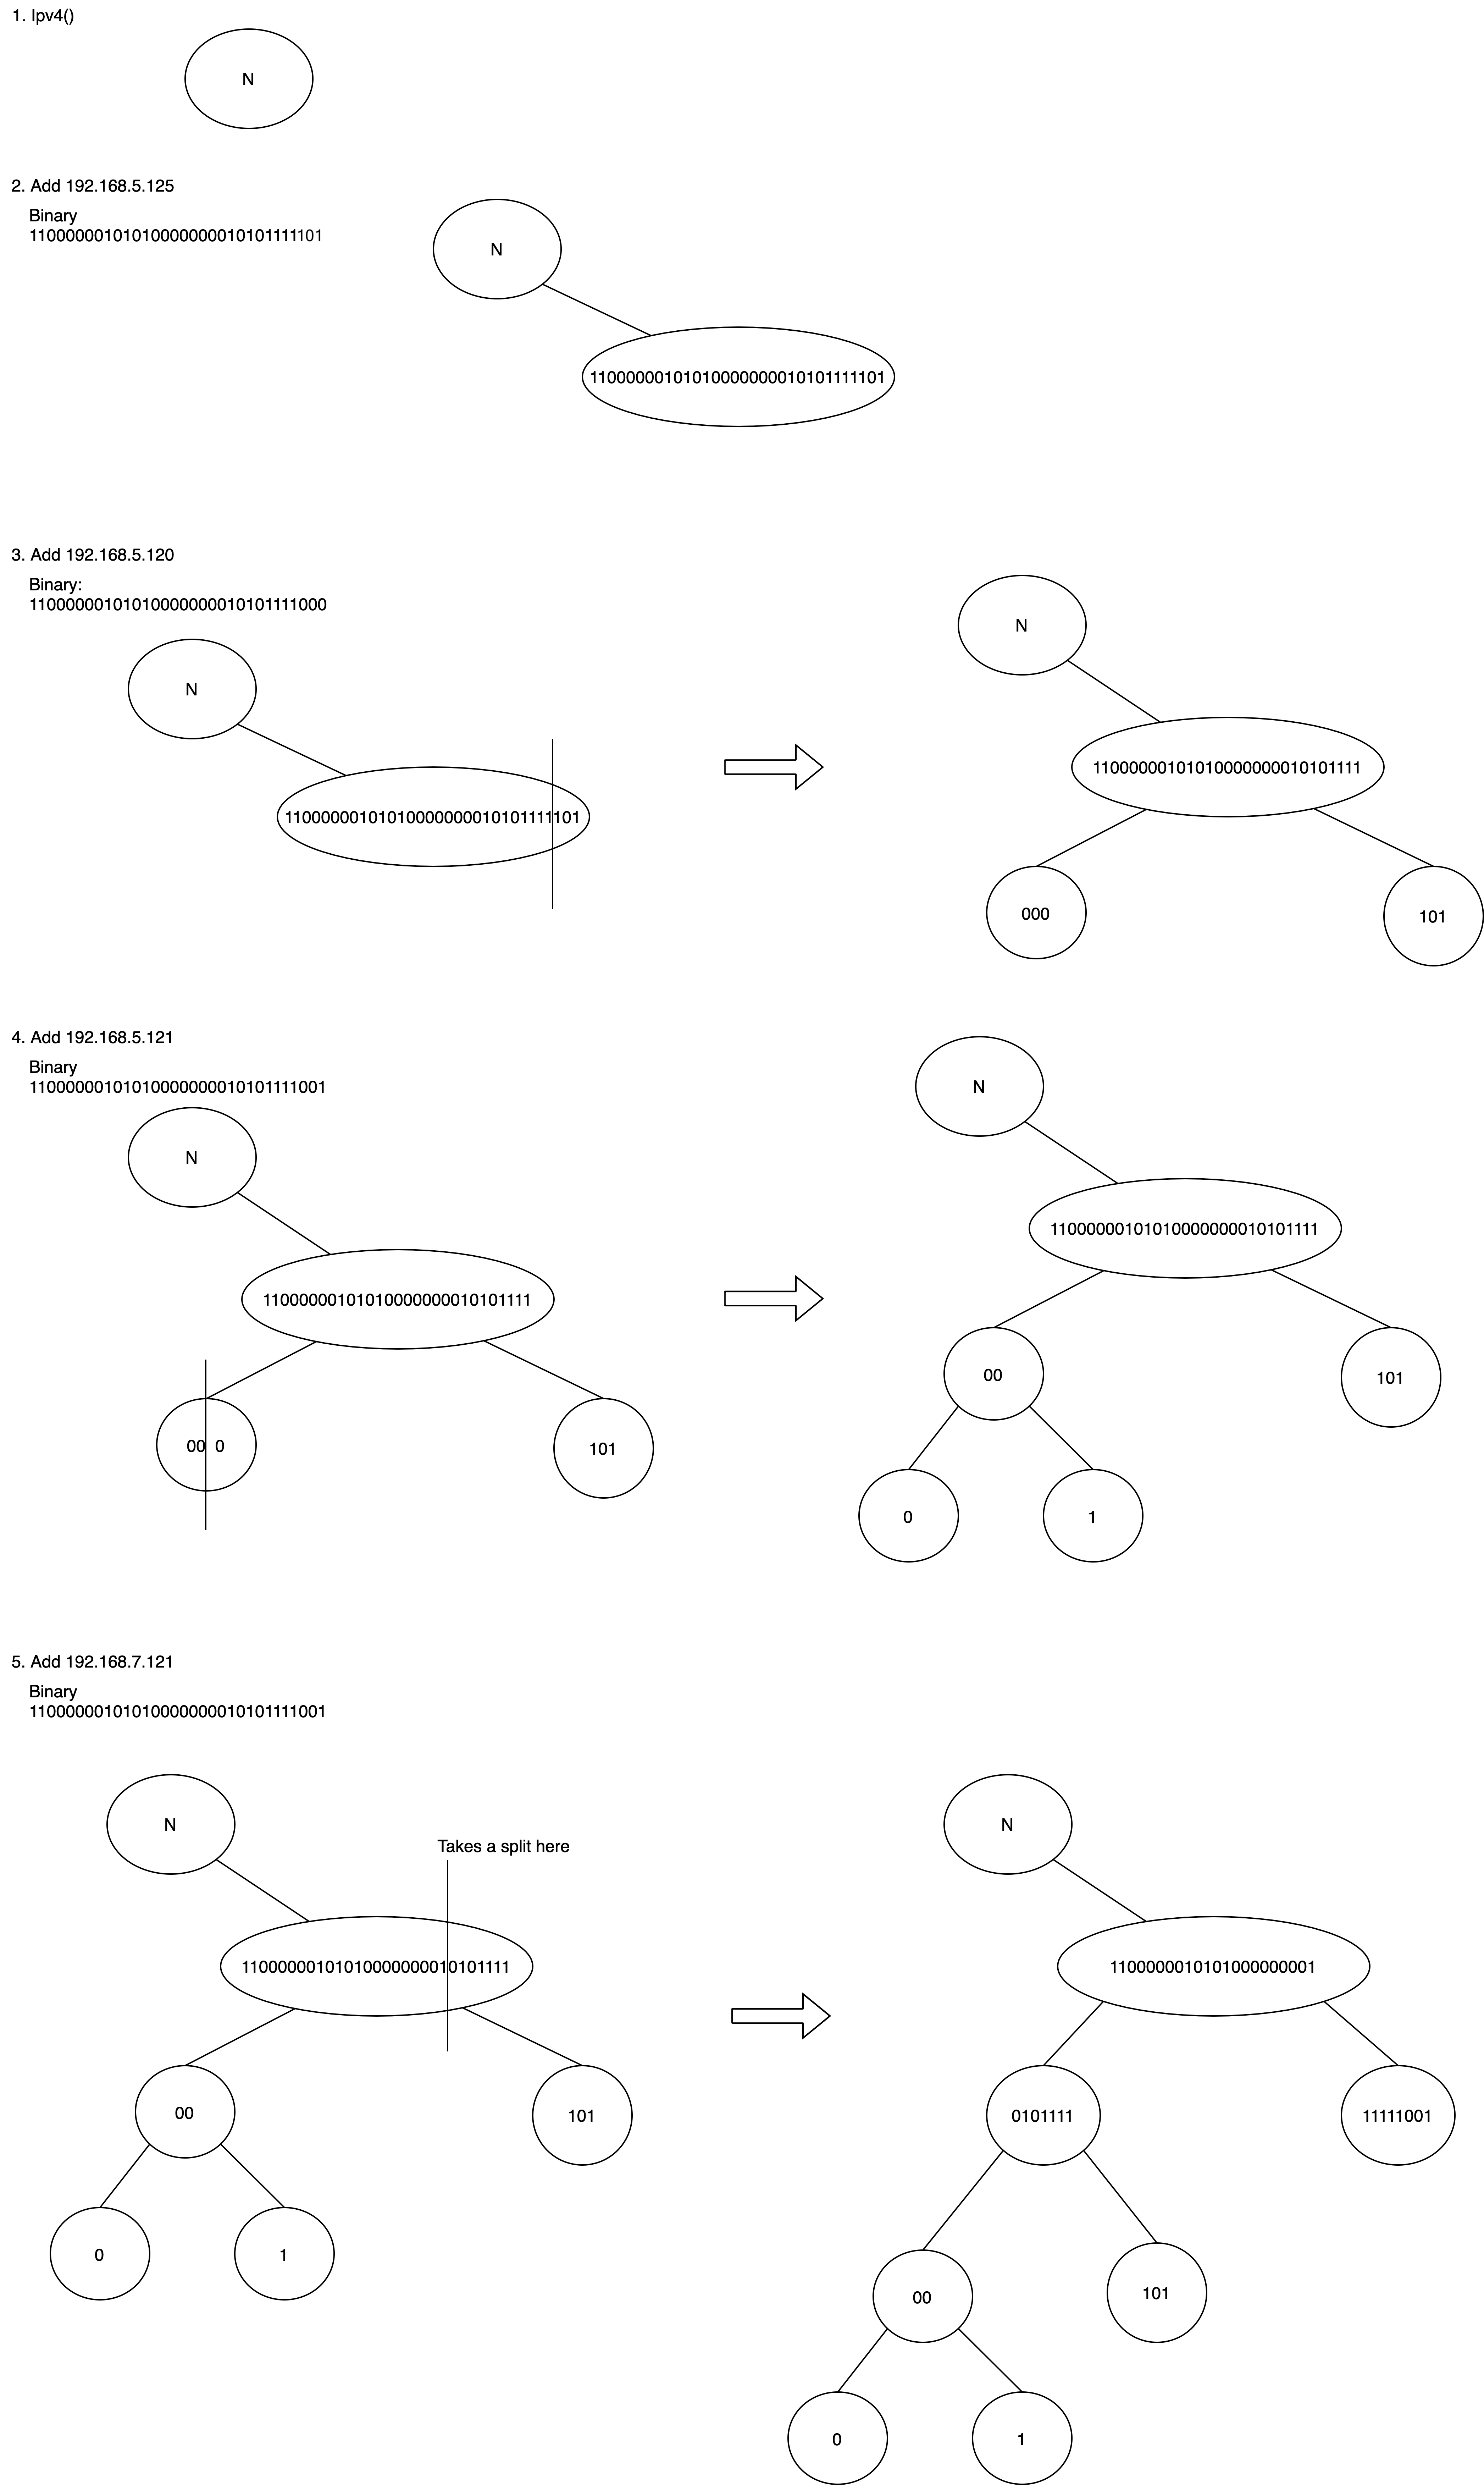 1. Ipv4()
N
2. Add 192.168.5.125
Binary
11000000101010000000010101111101
N
11000000101010000000010101111101
3. Add 192.168.5.120
Binary:
11000000101010000000010101111000
N
11000000101010000000010101111101
N
11000000101010000000010101111
000
101
4. Add 192.168.5.121
Binary
11000000101010000000010101111001
N
11000000101010000000010101111
00 0
101
N
11000000101010000000010101111
00
101
0
1
5. Add 192.168.7.121
Binary
11000000101010000000010101111001
N
Takes a split here
11000000101010000000010101111
00
101
0
1
N
1100000010101000000001
0101111
11111001
00
101
0
1